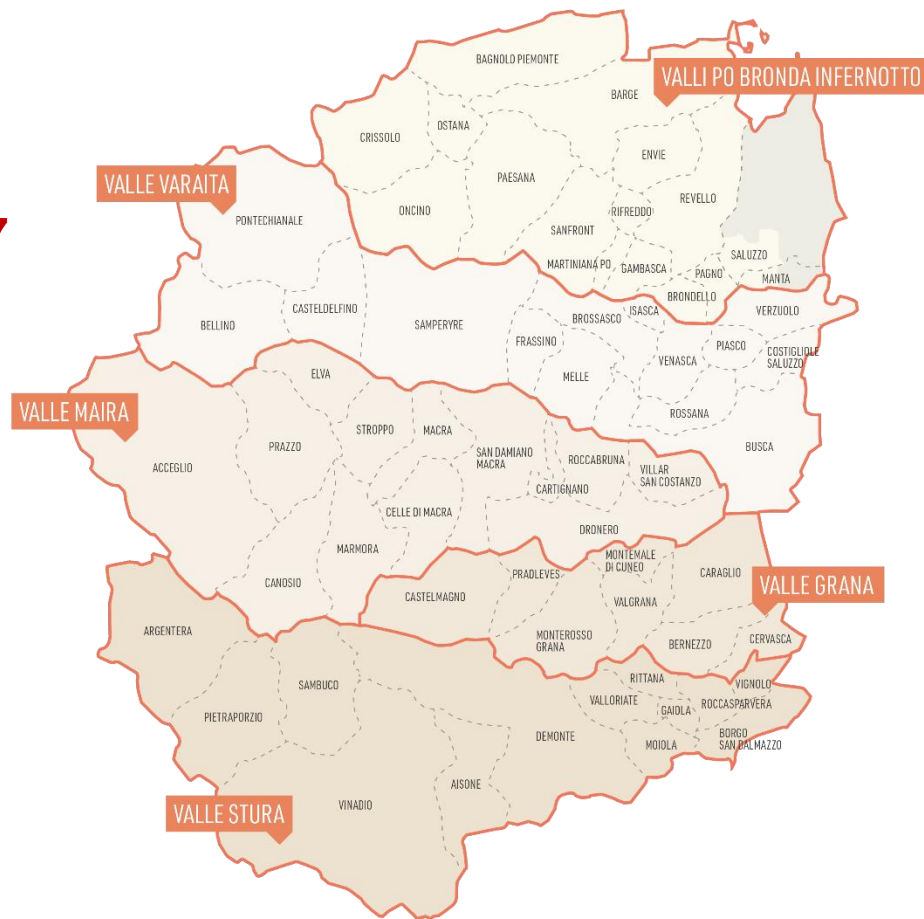 BAGNOLO PIEMONTE
VALLI PO BRONDA INFERNOTTO
BARGE
CRISSOLO
OSTANA
ENVIE
VALLE VARAITA
PAESANA
PONTECHIANALE
REVELLO
ONCINO
RIFREDDO
SANFRONT
SALUZZO
MARTINIANA PO
GAMBASCA
PAGNO
MANTA
BRONDELLO
CASTELDELFINO
ISASCA
VERZUOLO
BROSSASCO
BELLINO
SAMPERYRE
FRASSINO
PIASCO
COSTIGLIOLE
SALUZZO
VENASCA
MELLE
ELVA
VALLE MAIRA
ROSSANA
STROPPO
MACRA
BUSCA
PRAZZO
SAN DAMIANO
MACRA
ROCCABRUNA
ACCEGLIO
VILLAR
SAN COSTANZO
CARTIGNANO
CELLE DI MACRA
DRONERO
MARMORA
MONTEMALE
DI CUNEO
CARAGLIO
PRADLEVES
CANOSIO
VALLE GRANA
CASTELMAGNO
VALGRANA
ARGENTERA
MONTEROSSO
GRANA
BERNEZZO
CERVASCA
SAMBUCO
RITTANA
VIGNOLO
VALLORIATE
ROCCASPARVERA
GAIOLA
PIETRAPORZIO
DEMONTE
BORGO
SAN DALMAZZO
MOIOLA
AISONE
VINADIO
VALLE STURA